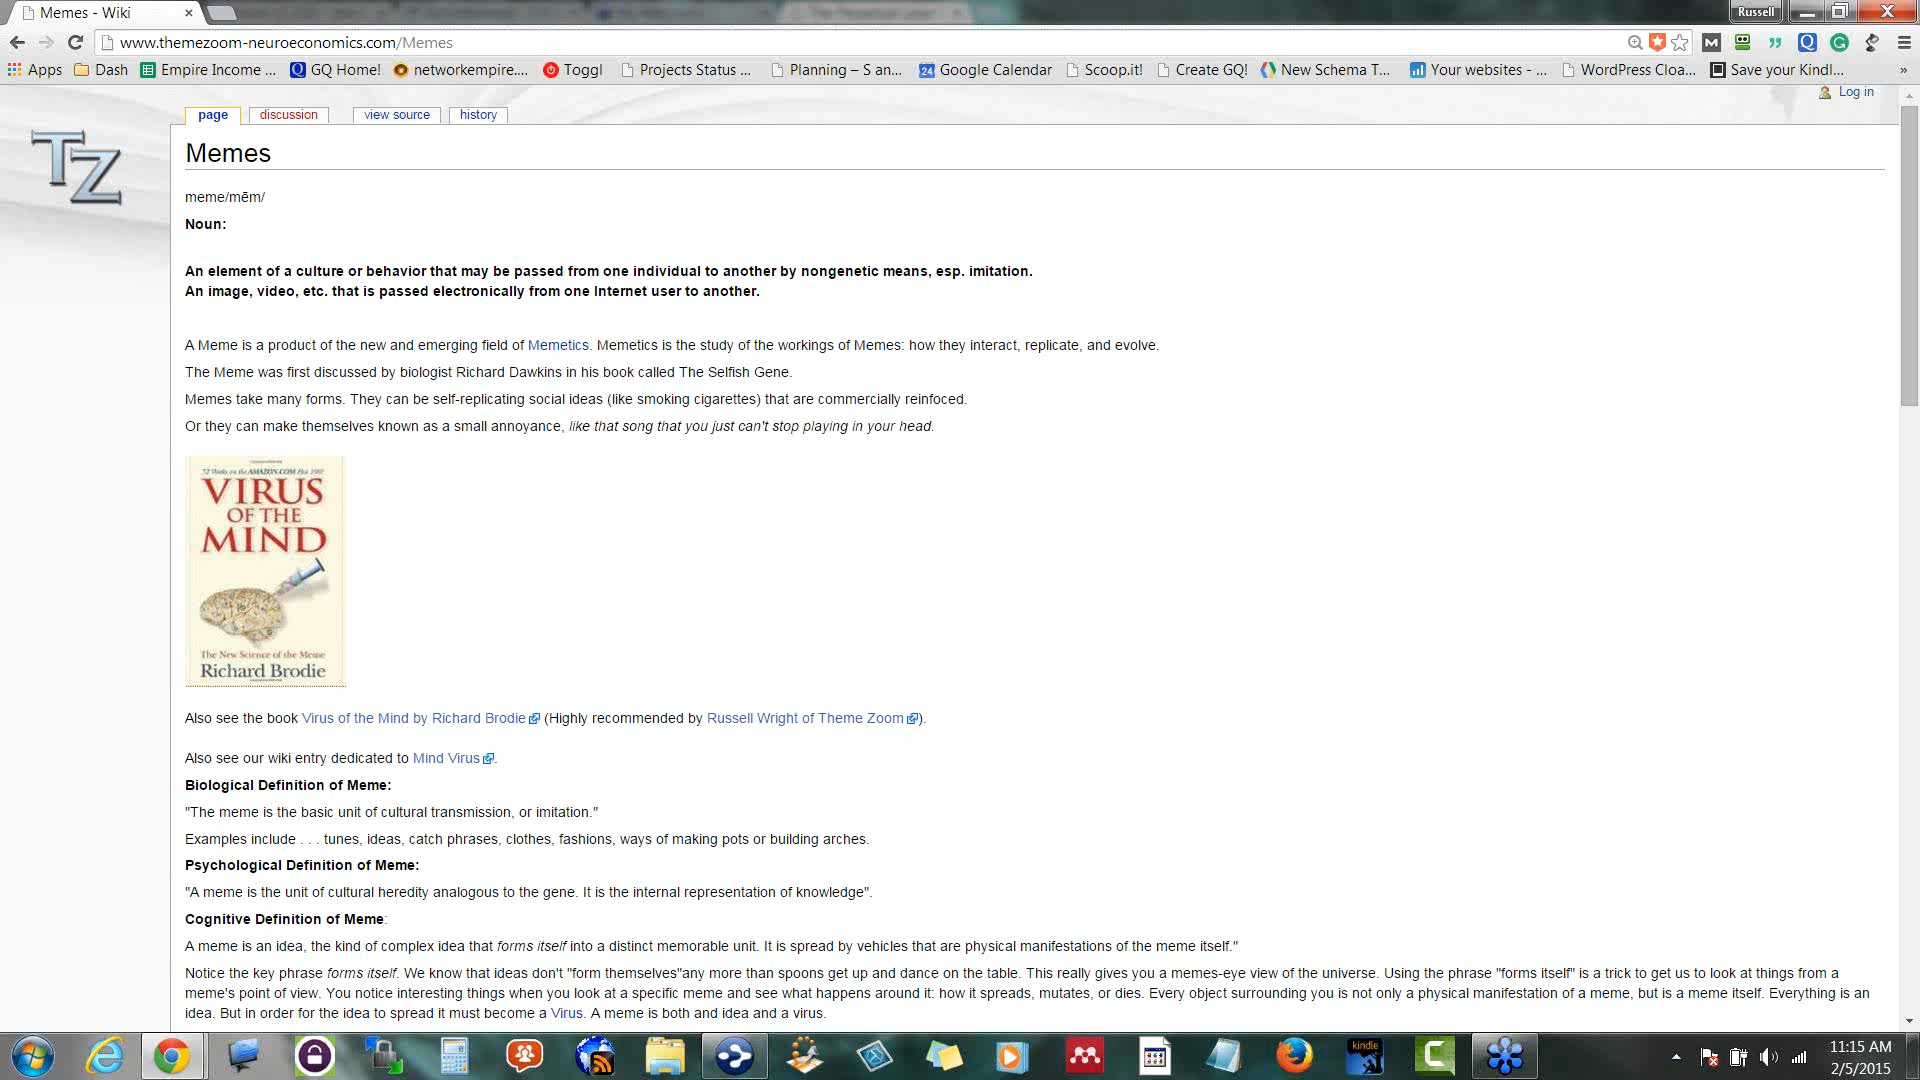 Memes - Wiki
Russell
www.themezoom-neuroeconomics.com/Memes
Apps Dash Empire Income ... GQ Home! networkempire.... Toggl Projects Status ... Planning – S an... Google Calendar Scoop.it! Create GQ! New Schema T... Your websites - ... WordPress Cloa... Save your Kindl... »
Log in
page discussion view source history
TZ
Memes
meme/mēm/
Noun:
An element of a culture or behavior that may be passed from one individual to another by nongenetic means, esp. imitation.
An image, video, etc. that is passed electronically from one Internet user to another.
A Meme is a product of the new and emerging field of Memetics. Memetics is the study of the workings of Memes: how they interact, replicate, and evolve.
The Meme was first discussed by biologist Richard Dawkins in his book called The Selfish Gene.
Memes take many forms. They can be self-replicating social ideas (like smoking cigarettes) that are commercially reinfoced.
Or they can make themselves known as a small annoyance, like that song that you just can't stop playing in your head.
52 Weeks on the AMAZON.COM Hot 100!
VIRUS
OF THE
MIND
The New Science of the Meme
Richard Brodie
Also see the book Virus of the Mind by Richard Brodie (Highly recommended by Russell Wright of Theme Zoom ).
Also see our wiki entry dedicated to Mind Virus .
Biological Definition of Meme:
"The meme is the basic unit of cultural transmission, or imitation."
Examples include . . . tunes, ideas, catch phrases, clothes, fashions, ways of making pots or building arches.
Psychological Definition of Meme:
"A meme is the unit of cultural heredity analogous to the gene. It is the internal representation of knowledge".
Cognitive Definition of Meme:
A meme is an idea, the kind of complex idea that forms itself into a distinct memorable unit. It is spread by vehicles that are physical manifestations of the meme itself."
Notice the key phrase forms itself. We know that ideas don't "form themselves"any more than spoons get up and dance on the table. This really gives you a memes-eye view of the universe. Using the phrase "forms itself" is a trick to get us to look at things from a
meme's point of view. You notice interesting things when you look at a specific meme and see what happens around it: how it spreads, mutates, or dies. Every object surrounding you is not only a physical manifestation of a meme, but is a meme itself. Everything is an
idea. But in order for the idea to spread it must become a Virus. A meme is both and idea and a virus.
kindle
11:15 AM
2/5/2015